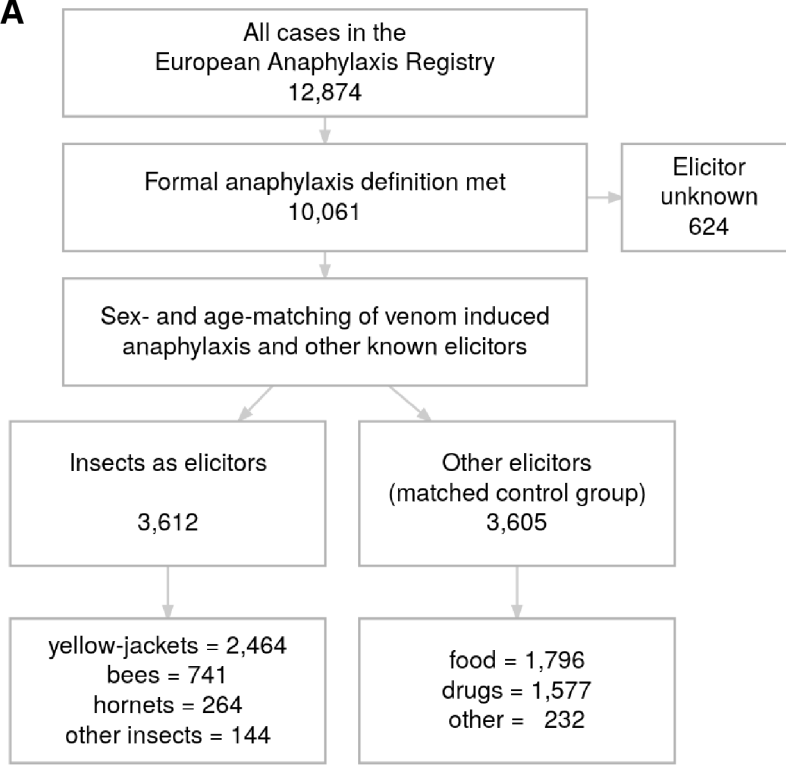 A
All cases in the
European Anaphylaxis Registry
12,874
Formal anaphylaxis definition met
10,061
Elicitor
unknown
624
Sex- and age-matching of venom induced
anaphylaxis and other known elicitors
Insects as elicitors
3,612
Other elicitors
(matched control group)
3,605
yellow-jackets = 2,464
bees = 741
hornets = 264
other insects = 144
food = 1,796
drugs = 1,577
other = 232